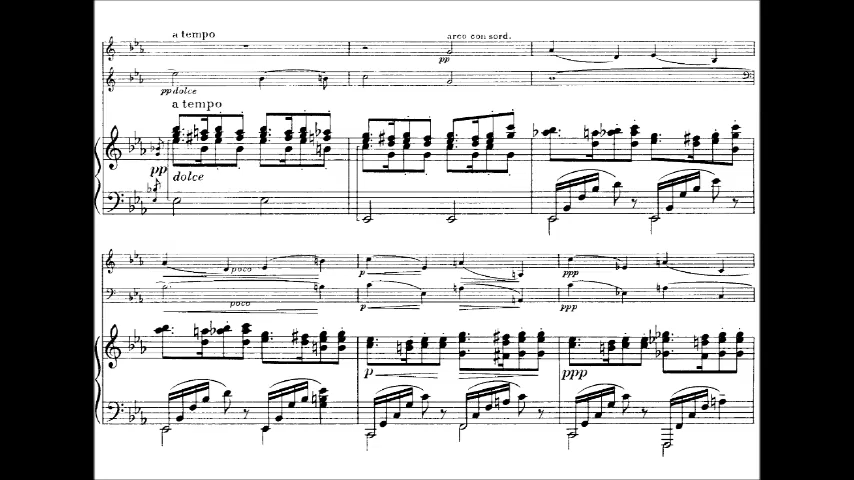 a tempo
arco con sord.
pp
pp dolce
a tempo
pp
dolce
poco
p
ppp
poco
p
ppp
p
ppp